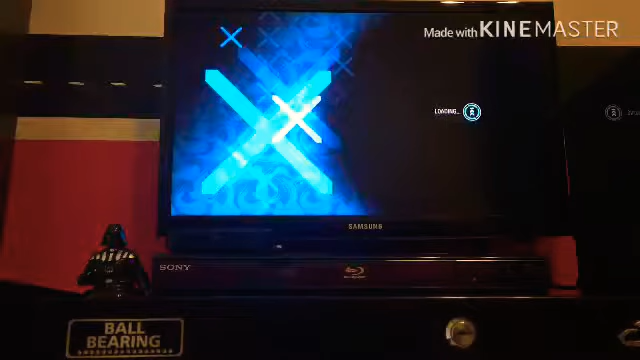 Made with KINEMASTER
LOADING...
SAMSUNG
SONY
BALL
BEARING